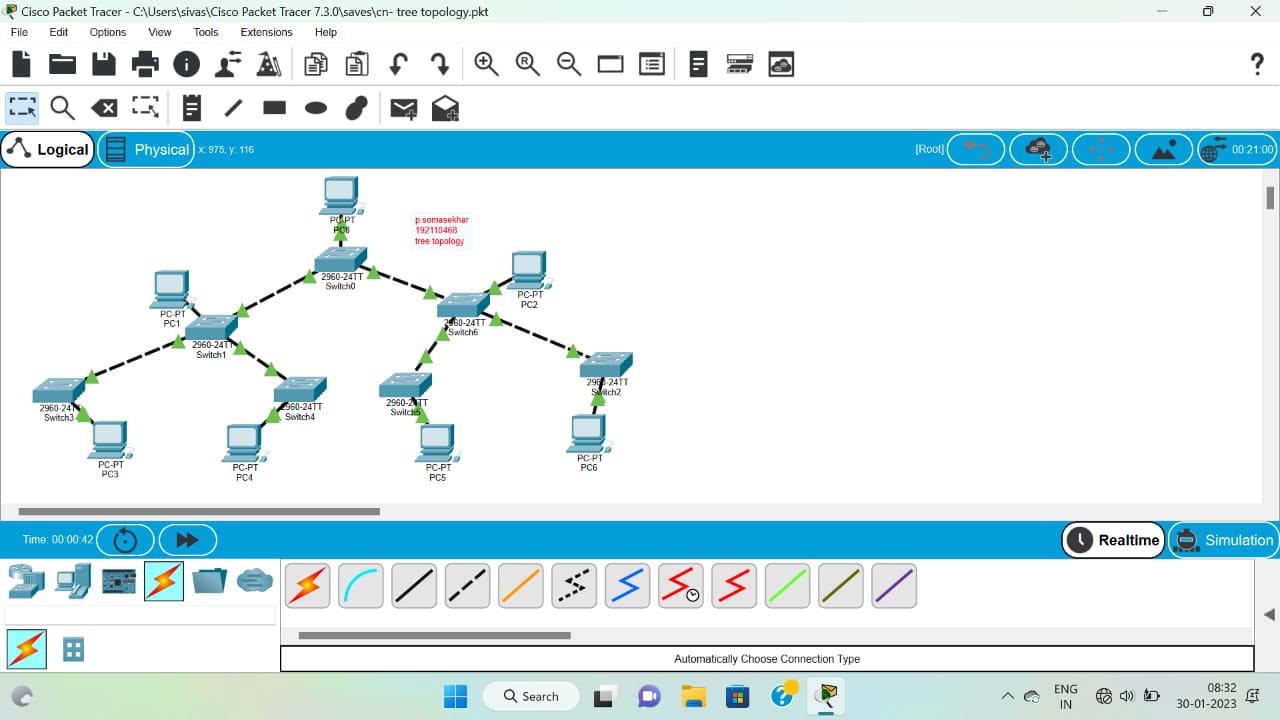 Cisco Packet Tracer - C:\Users\sivas\Cisco Packet Tracer 7.3.0\saves\cn- tree topology.pkt
File Edit Options View Tools Extensions Help
Logical Physical x: 975, y: 116 [Root] 00:21:00
PC-PT
PC0
p.somasekhar
192110468
tree topology
2960-24TT
Switch0
PC-PT
PC2
PC-PT
PC1
2960-24TT
Switch6
2960-24TT
Switch1
2960-24TT
Switch2
2960-24TT
Switch3
2960-24TT
Switch4
2960-24TT
Switch5
PC-PT
PC3
PC-PT
PC4
PC-PT
PC5
PC-PT
PC6
Time: 00:00:42 Realtime Simulation
Automatically Choose Connection Type
Search
ENG
IN
08:32
30-01-2023